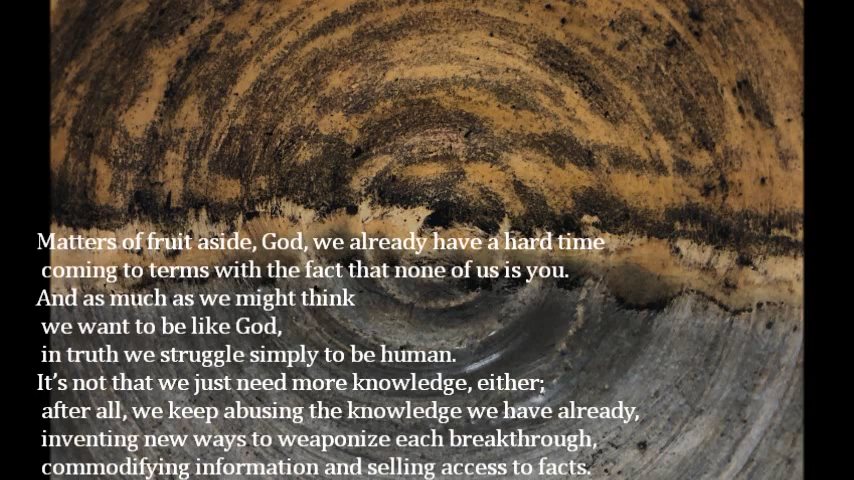 Matters of fruit aside, God, we already have a hard time
coming to terms with the fact that none of us is you.
And as much as we might think
we want to be like God,
in truth we struggle simply to be human.
It’s not that we just need more knowledge, either;
after all, we keep abusing the knowledge we have already,
inventing new ways to weaponize each breakthrough,
commodifying information and selling access to facts.